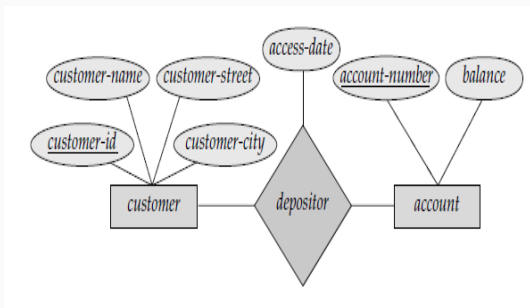 access-date
customer-name customer-street account-number balance
customer-id customer-city
customer depositor account